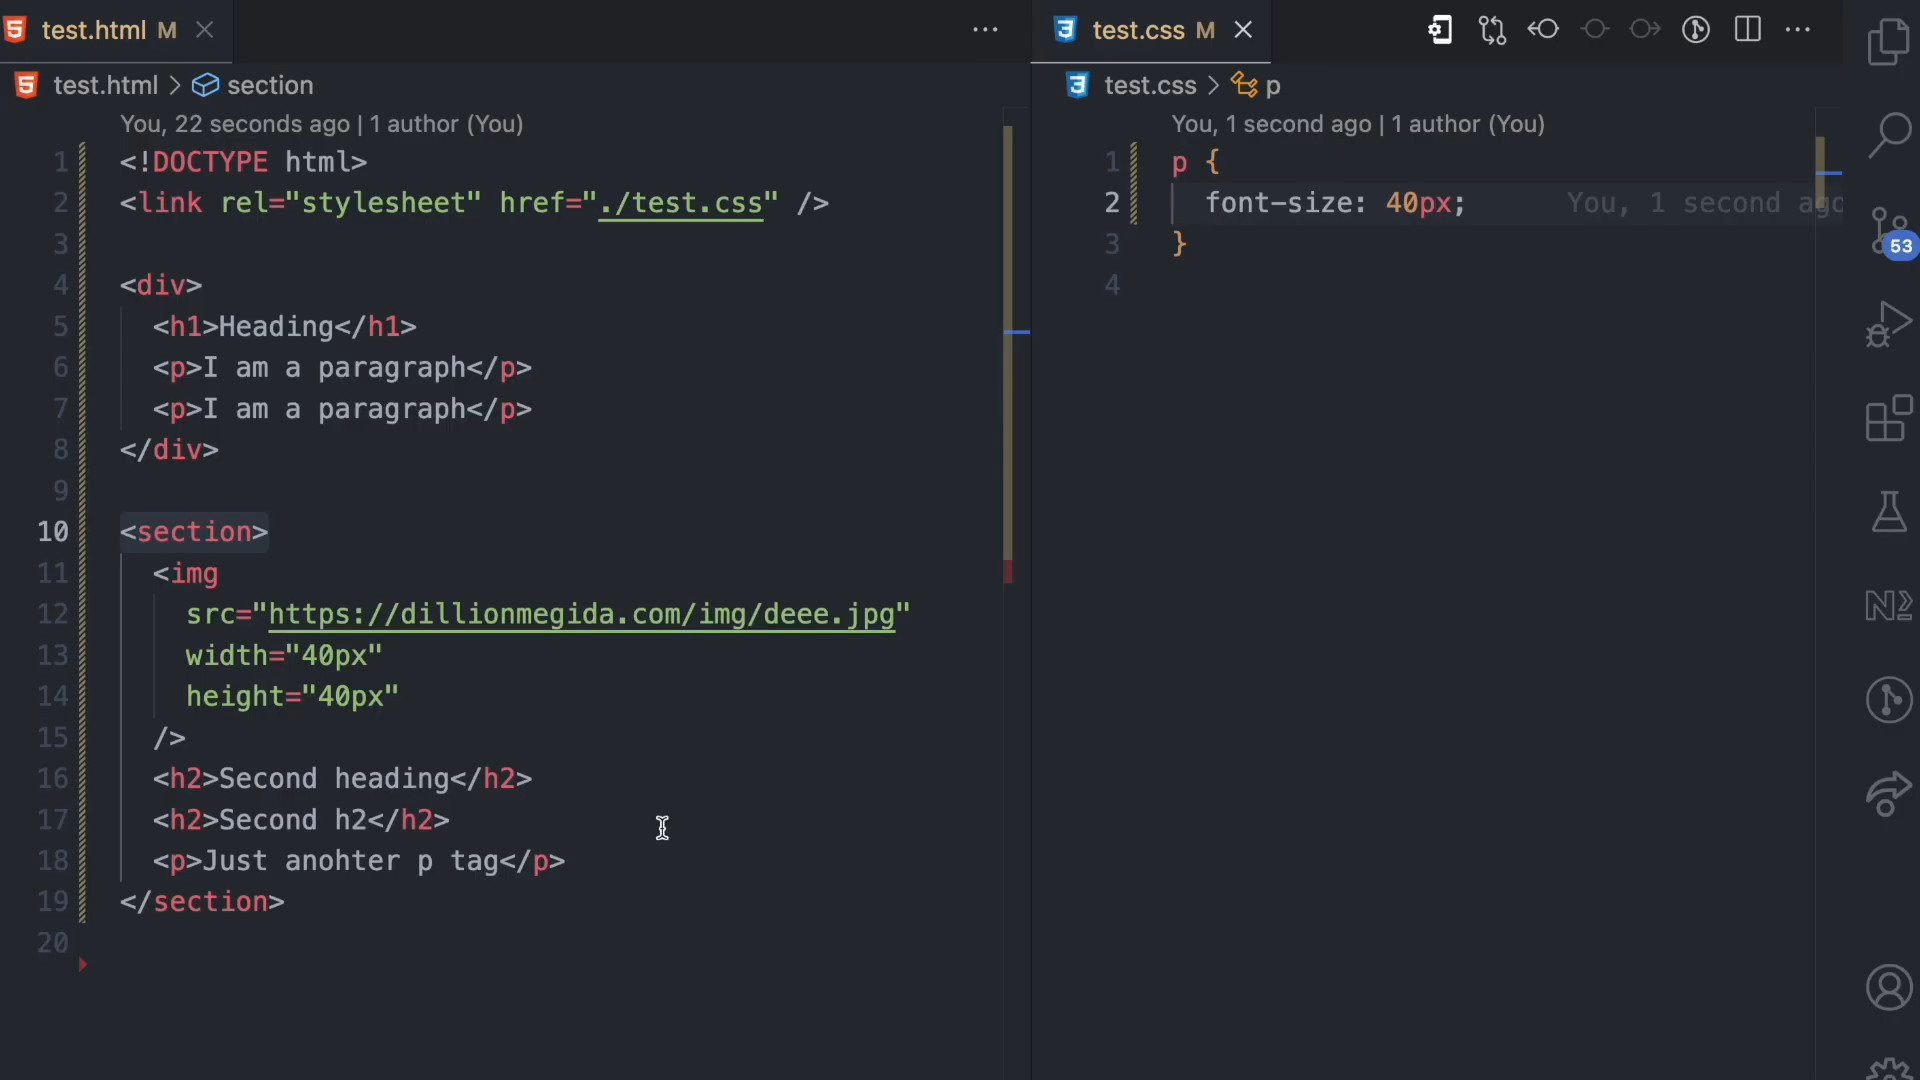 test.html M
test.html > section
You, 22 seconds ago | 1 author (You)
1 <!DOCTYPE html>
2 <link rel="stylesheet" href="./test.css" />
3
4 <div>
5 <h1>Heading</h1>
6 <p>I am a paragraph</p>
7 <p>I am a paragraph</p>
8 </div>
9
10 <section>
11 <img
12 src="https://dillionmegida.com/img/deee.jpg"
13 width="40px"
14 height="40px"
15 />
16 <h2>Second heading</h2>
17 <h2>Second h2</h2>
18 <p>Just anohter p tag</p>
19 </section>
20
test.css M
test.css > p
You, 1 second ago | 1 author (You)
1 p {
2 font-size: 40px; You, 1 second ago
3 }
4
53
N